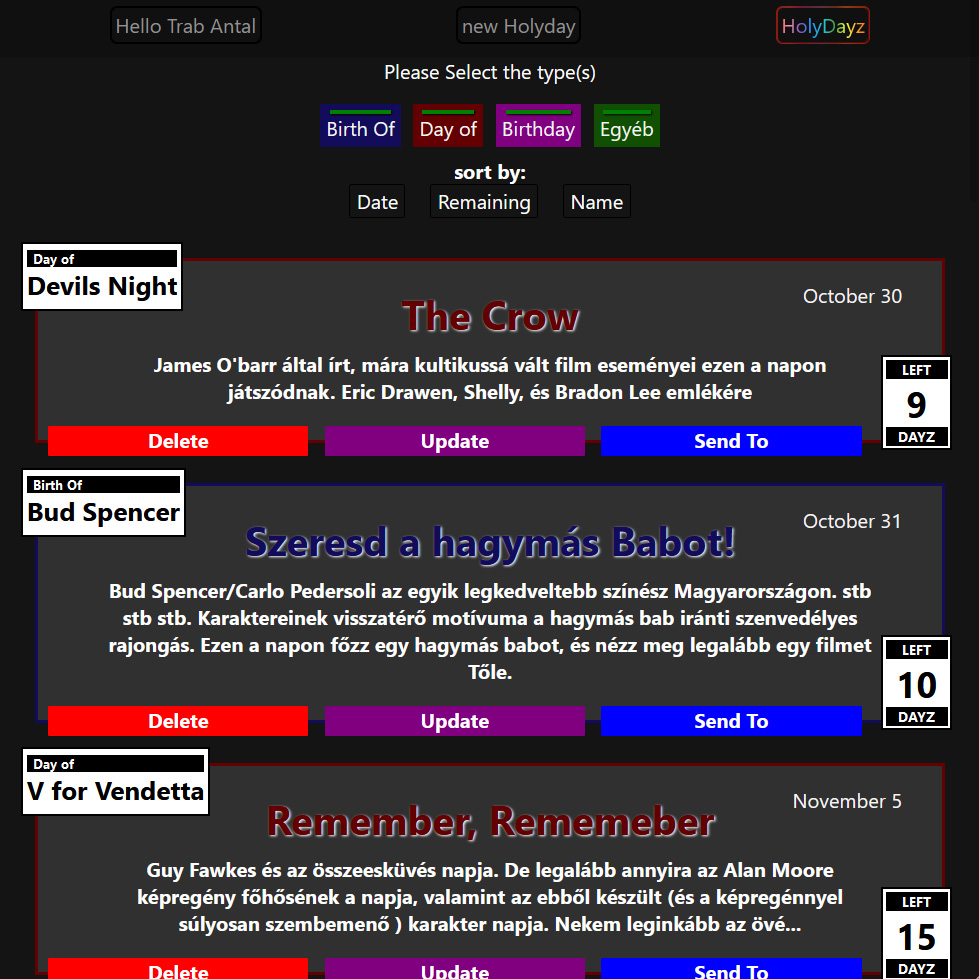 Hello Trab Antal
new Holyday
HolyDayz
Please Select the type(s)
Birth Of
Day of
Birthday
Egyéb
sort by:
Date
Remaining
Name
Day of
Devils Night
October 30
The Crow
James O'barr által írt, mára kultikussá vált film eseményei ezen a napon
játszódnak. Eric Drawen, Shelly, és Bradon Lee emlékére
LEFT
9
DAYZ
Delete
Update
Send To
Birth Of
Bud Spencer
October 31
Szeresd a hagymás Babot!
Bud Spencer/Carlo Pedersoli az egyik legkedveltebb színész Magyarországon. stb
stb stb. Karaktereinek visszatérő motívuma a hagymás bab iránti szenvedélyes
rajongás. Ezen a napon főzz egy hagymás babot, és nézz meg legalább egy filmet
Tőle.
LEFT
10
DAYZ
Delete
Update
Send To
Day of
V for Vendetta
November 5
Remember, Rememeber
Guy Fawkes és az összeesküvés napja. De legalább annyira az Alan Moore
képregény főhősének a napja, valamint az ebből készült (és a képregénnyel
súlyosan szembemenő ) karakter napja. Nekem leginkább az övé...
LEFT
15
DAYZ
Delete
Update
Send To